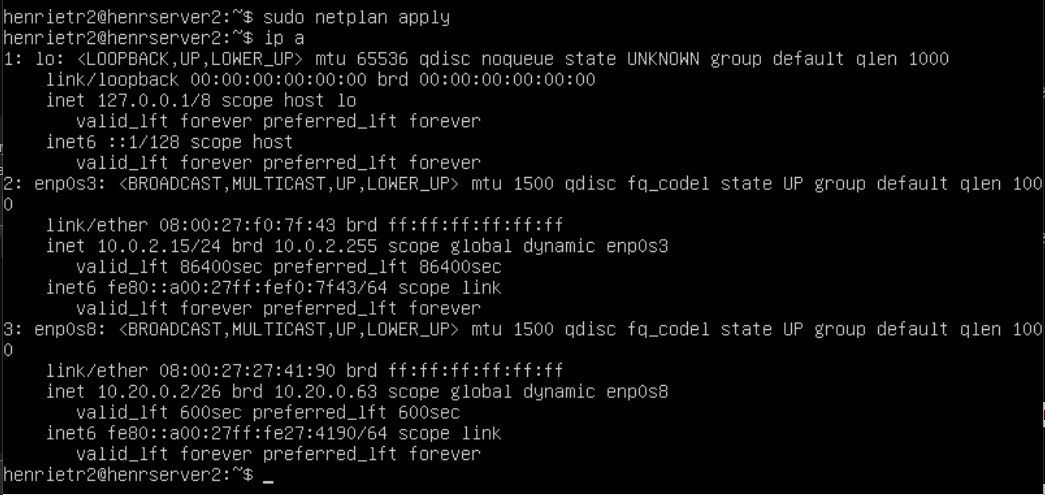 henrietr2@henrserver2:~$ sudo netplan apply
henrietr2@henrserver2:~$ ip a
1: lo: <LOOPBACK,UP,LOWER_UP> mtu 65536 qdisc noqueue state UNKNOWN group default qlen 1000
    link/loopback 00:00:00:00:00:00 brd 00:00:00:00:00:00
    inet 127.0.0.1/8 scope host lo
       valid_lft forever preferred_lft forever
    inet6 ::1/128 scope host
       valid_lft forever preferred_lft forever
2: enp0s3: <BROADCAST,MULTICAST,UP,LOWER_UP> mtu 1500 qdisc fq_codel state UP group default qlen 100
0
    link/ether 08:00:27:f0:7f:43 brd ff:ff:ff:ff:ff:ff
    inet 10.0.2.15/24 brd 10.0.2.255 scope global dynamic enp0s3
       valid_lft 86400sec preferred_lft 86400sec
    inet6 fe80::a00:27ff:fef0:7f43/64 scope link
       valid_lft forever preferred_lft forever
3: enp0s8: <BROADCAST,MULTICAST,UP,LOWER_UP> mtu 1500 qdisc fq_codel state UP group default qlen 100
0
    link/ether 08:00:27:27:41:90 brd ff:ff:ff:ff:ff:ff
    inet 10.20.0.2/26 brd 10.20.0.63 scope global dynamic enp0s8
       valid_lft 600sec preferred_lft 600sec
    inet6 fe80::a00:27ff:fe27:4190/64 scope link
       valid_lft forever preferred_lft forever
henrietr2@henrserver2:~$ _